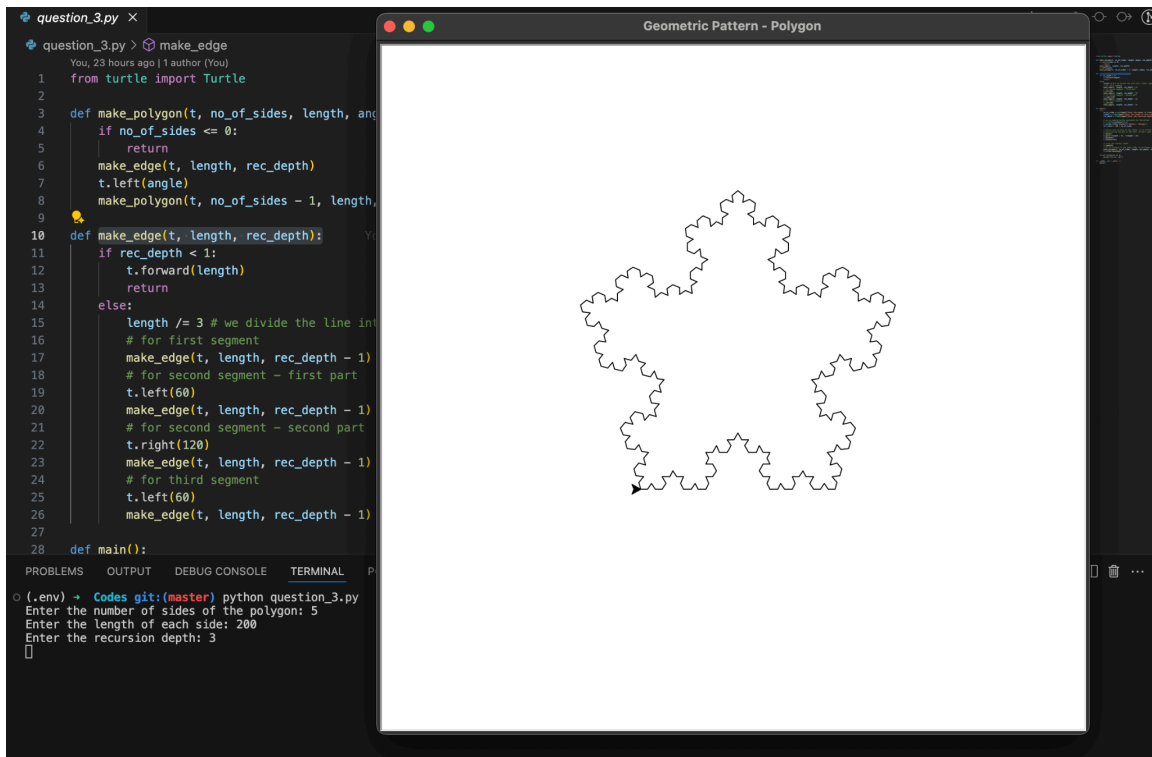 question_3.py ×
question_3.py > make_edge
You, 23 hours ago | 1 author (You)
1 from turtle import Turtle
2
3 def make_polygon(t, no_of_sides, length, ang
4 if no_of_sides <= 0:
5 return
6 make_edge(t, length, rec_depth)
7 t.left(angle)
8 make_polygon(t, no_of_sides - 1, length,
9
10 def make_edge(t, length, rec_depth):
11 if rec_depth < 1:
12 t.forward(length)
13 return
14 else:
15 length /= 3 # we divide the line int
16 # for first segment
17 make_edge(t, length, rec_depth - 1)
18 # for second segment - first part
19 t.left(60)
20 make_edge(t, length, rec_depth - 1)
21 # for second segment - second part
22 t.right(120)
23 make_edge(t, length, rec_depth - 1)
24 # for third segment
25 t.left(60)
26 make_edge(t, length, rec_depth - 1)
27
28 def main():
PROBLEMS OUTPUT DEBUG CONSOLE TERMINAL
(.env) → Codes git:(master) python question_3.py
Enter the number of sides of the polygon: 5
Enter the length of each side: 200
Enter the recursion depth: 3
Geometric Pattern - Polygon